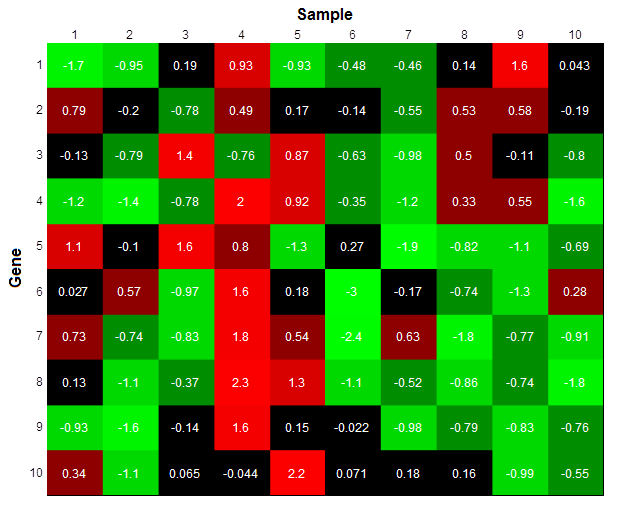 Sample
1 2 3 4 5 6 7 8 9 10
1 -1.7 -0.95 0.19 0.93 -0.93 -0.48 -0.46 0.14 1.6 0.043
2 0.79 -0.2 -0.78 0.49 0.17 -0.14 -0.55 0.53 0.58 -0.19
3 -0.13 -0.79 1.4 -0.76 0.87 -0.63 -0.98 0.5 -0.11 -0.8
4 -1.2 -1.4 -0.78 2 0.92 -0.35 -1.2 0.33 0.55 -1.6
Gene
5 1.1 -0.1 1.6 0.8 -1.3 0.27 -1.9 -0.82 -1.1 -0.69
6 0.027 0.57 -0.97 1.6 0.18 -3 -0.17 -0.74 -1.3 0.28
7 0.73 -0.74 -0.83 1.8 0.54 -2.4 0.63 -1.8 -0.77 -0.91
8 0.13 -1.1 -0.37 2.3 1.3 -1.1 -0.52 -0.86 -0.74 -1.8
9 -0.93 -1.6 -0.14 1.6 0.15 -0.022 -0.98 -0.79 -0.83 -0.76
10 0.34 -1.1 0.065 -0.044 2.2 0.071 0.18 0.16 -0.99 -0.55